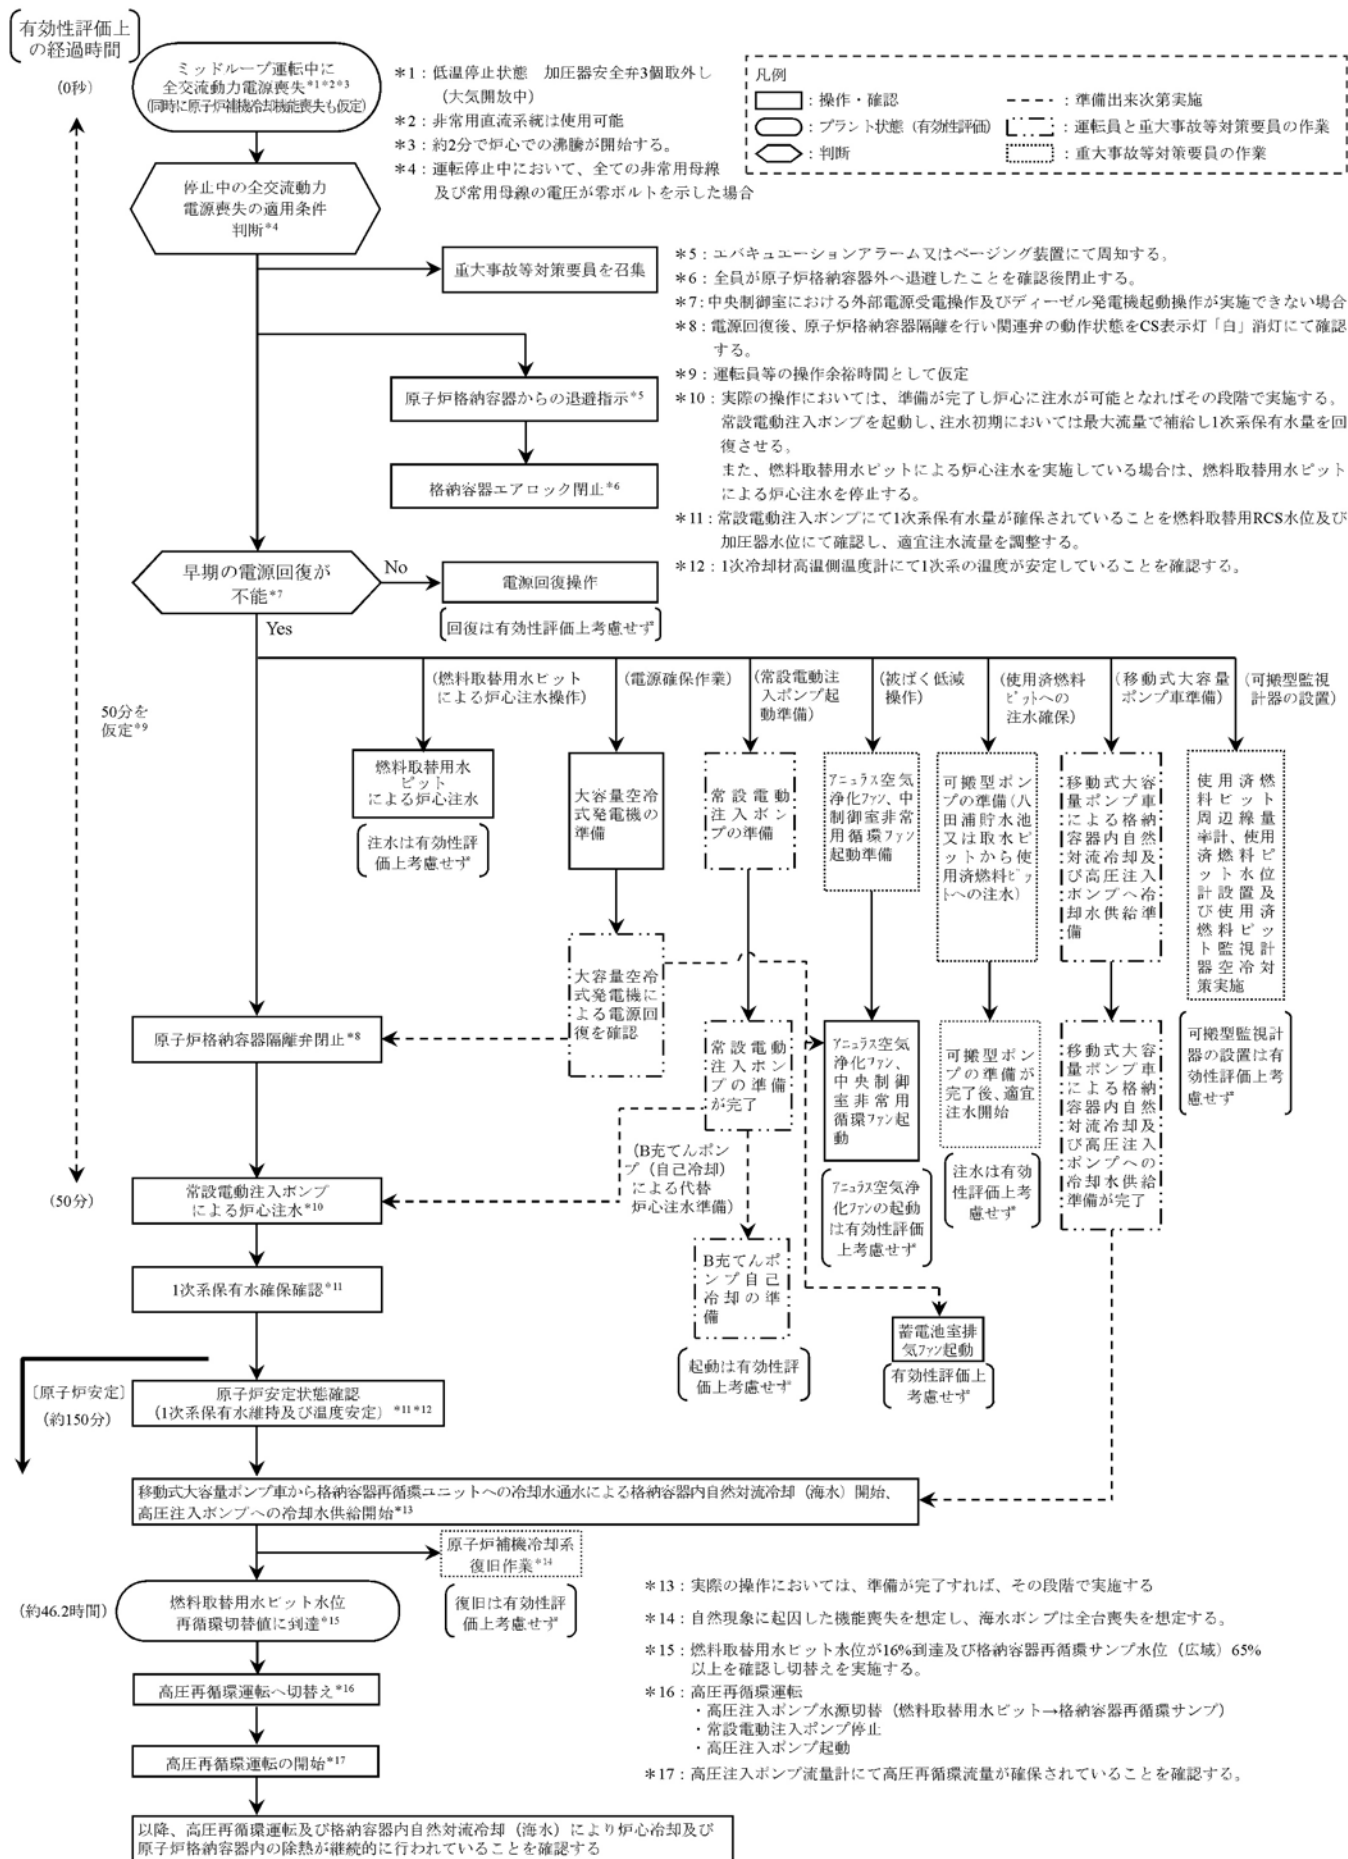 有効性評価上
の経過時間
(0秒)
ミッドループ運転中に
全交流動力電源喪失*1*2*3
(同時に原子炉補機冷却機能喪失も仮定)
*1:低温停止状態 加圧器安全弁3個取外し
(大気開放中)
*2:非常用直流系統は使用可能
*3:約2分で炉心での沸騰が開始する。
*4:運転停止中において、全ての非常用母線
及び常用母線の電圧が零ボルトを示した場合
凡例
:操作・確認
:プラント状態(有効性評価)
:判断
:準備出来次第実施
:運転員と重大事故等対策要員の作業
:重大事故等対策要員の作業
停止中の全交流動力
電源喪失の適用条件
判断*4
重大事故等対策要員を召集
原子炉格納容器からの退避指示*5
格納容器エアロック閉止*6
*5:エバキュエーションアラーム又はページング装置にて周知する。
*6:全員が原子炉格納容器外へ退避したことを確認後閉止する。
*7:中央制御室における外部電源受電操作及びディーゼル発電機起動操作が実施できない場合
*8:電源回復後、原子炉格納容器隔離を行い関連弁の動作状態をCS表示灯「白」消灯にて確認
する。
*9:運転員等の操作余裕時間として仮定
*10:実際の操作においては、準備が完了し炉心に注水が可能となればその段階で実施する。
常設電動注入ポンプを起動し、注水初期においては最大流量で補給し1次系保有水量を回
復させる。
また、燃料取替用水ピットによる炉心注水を実施している場合は、燃料取替用水ピット
による炉心注水を停止する。
*11:常設電動注入ポンプにて1次系保有水量が確保されていることを燃料取替用RCS水位及び
加圧器水位にて確認し、適宜注水流量を調整する。
*12:1次冷却材高温側温度計にて1次系の温度が安定していることを確認する。
早期の電源回復が
不能*7
No
Yes
電源回復操作
回復は有効性評価上考慮せず
50分を
仮定*9
(燃料取替用水ピット
による炉心注水操作)
(電源確保作業)
(常設電動注
入ポンプ起
動準備)
(被ばく低減
操作)
(使用済燃料
ピットへの
注水確保)
(移動式大容量
ポンプ車準備)
(可搬型監視
計器の設置)
燃料取替用水
ピット
による炉心注水
注水は有効性評
価上考慮せず
大容量空冷
式発電機の
準備
常設電動
注入ポン
プの準備
アニュラス空気
浄化ファン、中
央制御室非常
用循環ファン
起動準備
可搬型ポン
プの準備(八
田浦貯水池
又は取水ピ
ットから使
用済燃料ピッ
トへの注水)
移動式大容
量ポンプ車
による格納
容器内自然
対流冷却及
び高圧注入
ポンプへ冷
却水供給準
備
使用済燃
料ピット
周辺線量
率計、使用
済燃料ピ
ット水位
計設置及
び使用済
燃料ピッ
ト監視計
器空冷対
策実施
可搬型監視計
器の設置は有
効性評価上考
慮せず
大容量空冷
式発電機に
よる電源回
復を確認
原子炉格納容器隔離弁閉止*8
常設電動
注入ポン
プの準備
が完了
アニュラス空気
浄化ファン、
中央制御
室非常用
循環ファン起
動
可搬型ポン
プの準備が
完了後、適宜
注水開始
移動式大容
量ポンプ車
による格納
容器内自然
対流冷却及
び高圧注入
ポンプへの
冷却水供給
準備が完了
(50分)
常設電動注入ポンプ
による炉心注水*10
(B充てんポン
プ(自己冷却)
による代替
炉心注水準備)
アニュラス空気浄
化ファンの起動
は有効性評価
上考慮せず
注水は有効
性評価上考
慮せず
1次系保有水確保確認*11
B充てんポ
ンプ自己
冷却の準
備
起動は有効性評
価上考慮せず
蓄電池室排
気ファン起動
有効性評価上
考慮せず
〔原子炉安定〕
(約150分)
原子炉安定状態確認
(1次系保有水維持及び温度安定)*11*12
移動式大容量ポンプ車から格納容器再循環ユニットへの冷却水通水による格納容器内自然対流冷却(海水)開始、
高圧注入ポンプへの冷却水供給開始*13
原子炉補機冷却系
復旧作業*14
復旧は有効性評
価上考慮せず
(約46.2時間)
燃料取替用水ピット水位
再循環切替値に到達*15
高圧再循環運転へ切替え*16
高圧再循環運転の開始*17
以降、高圧再循環運転及び格納容器内自然対流冷却(海水)により炉心冷却及び
原子炉格納容器内の除熱が継続的に行われていることを確認する
*13:実際の操作においては、準備が完了すれば、その段階で実施する
*14:自然現象に起因した機能喪失を想定し、海水ポンプは全台喪失を想定する。
*15:燃料取替用水ピット水位が16%到達及び格納容器再循環サンプ水位(広域)65%
以上を確認し切替えを実施する。
*16:高圧再循環運転
・高圧注入ポンプ水源切替(燃料取替用水ピット→格納容器再循環サンプ)
・常設電動注入ポンプ停止
・高圧注入ポンプ起動
*17:高圧注入ポンプ流量計にて高圧再循環流量が確保されていることを確認する。